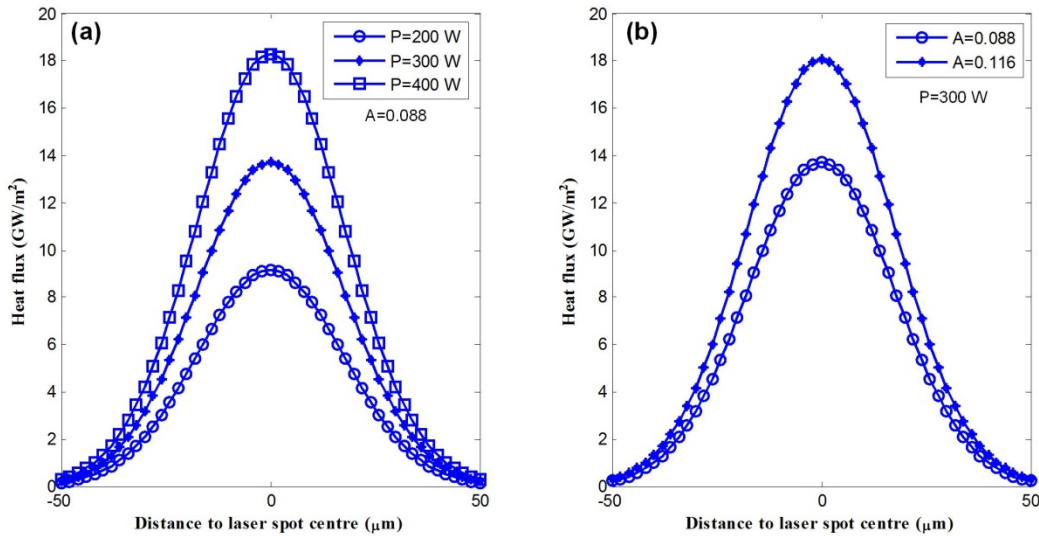 (a)
P=200 W
P=300 W
P=400 W
A=0.088
20
18
16
14
12
10
8
6
4
2
0
Heat flux (GW/m²)
-50
0
50
Distance to laser spot centre (μm)
(b)
A=0.088
A=0.116
P=300 W
20
18
16
14
12
10
8
6
4
2
0
Heat flux (GW/m²)
-50
0
50
Distance to laser spot centre (μm)